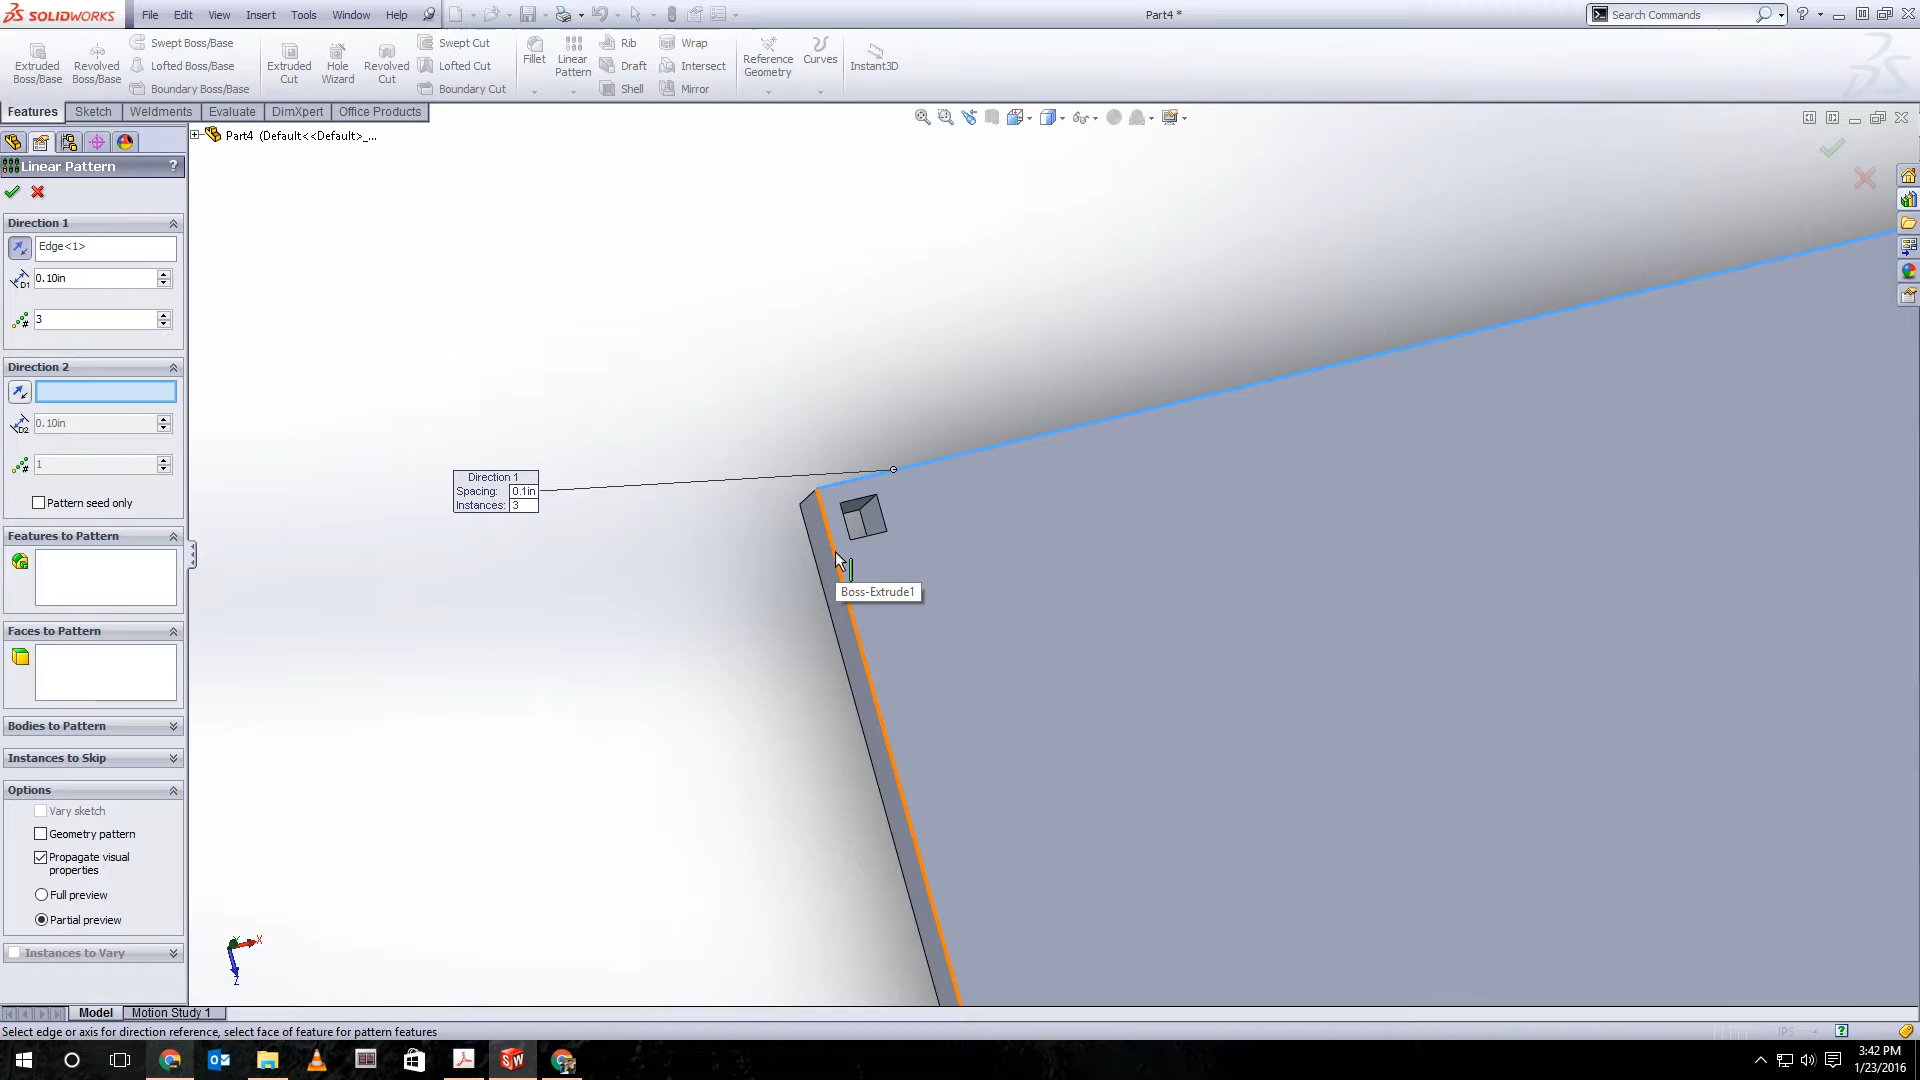 SOLIDWORKS File Edit View Insert Tools Window Help Part4 * Search Commands ?
Extruded Boss/Base
Revolved Boss/Base
Swept Boss/Base
Lofted Boss/Base
Boundary Boss/Base
Extruded Cut
Hole Wizard
Revolved Cut
Swept Cut
Lofted Cut
Boundary Cut
Fillet
Linear Pattern
Rib
Draft
Shell
Wrap
Intersect
Mirror
Reference Geometry
Curves
Instant3D
Features Sketch Weldments Evaluate DimXpert Office Products
Part4 (Default<<Default>_...
Linear Pattern ?
Direction 1
Edge<1>
D1 0.10in
# 3
Direction 2
D2 0.10in
# 1
Pattern seed only
Features to Pattern
Faces to Pattern
Bodies to Pattern
Instances to Skip
Options
Vary sketch
Geometry pattern
Propagate visual
properties
Full preview
Partial preview
Instances to Vary
Direction 1
Spacing: 0.1in
Instances: 3
Boss-Extrude1
X
Y
Z
Model Motion Study 1
Select edge or axis for direction reference, select face of feature for pattern features
IPS
?
3:42 PM
1/23/2016